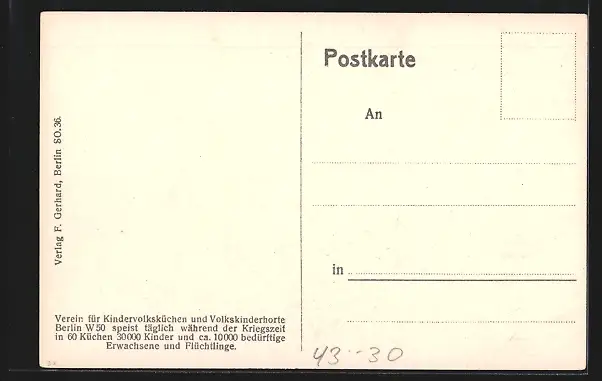 Postkarte
An
in
Verlag F. Gerhard, Berlin SO.36.
Verein für Kindervolksküchen und Volkskinderhorte
Berlin W50 speist täglich während der Kriegszeit
in 60 Küchen 30000 Kinder und ca. 10000 bedürftige
Erwachsene und Flüchtlinge.
43--30